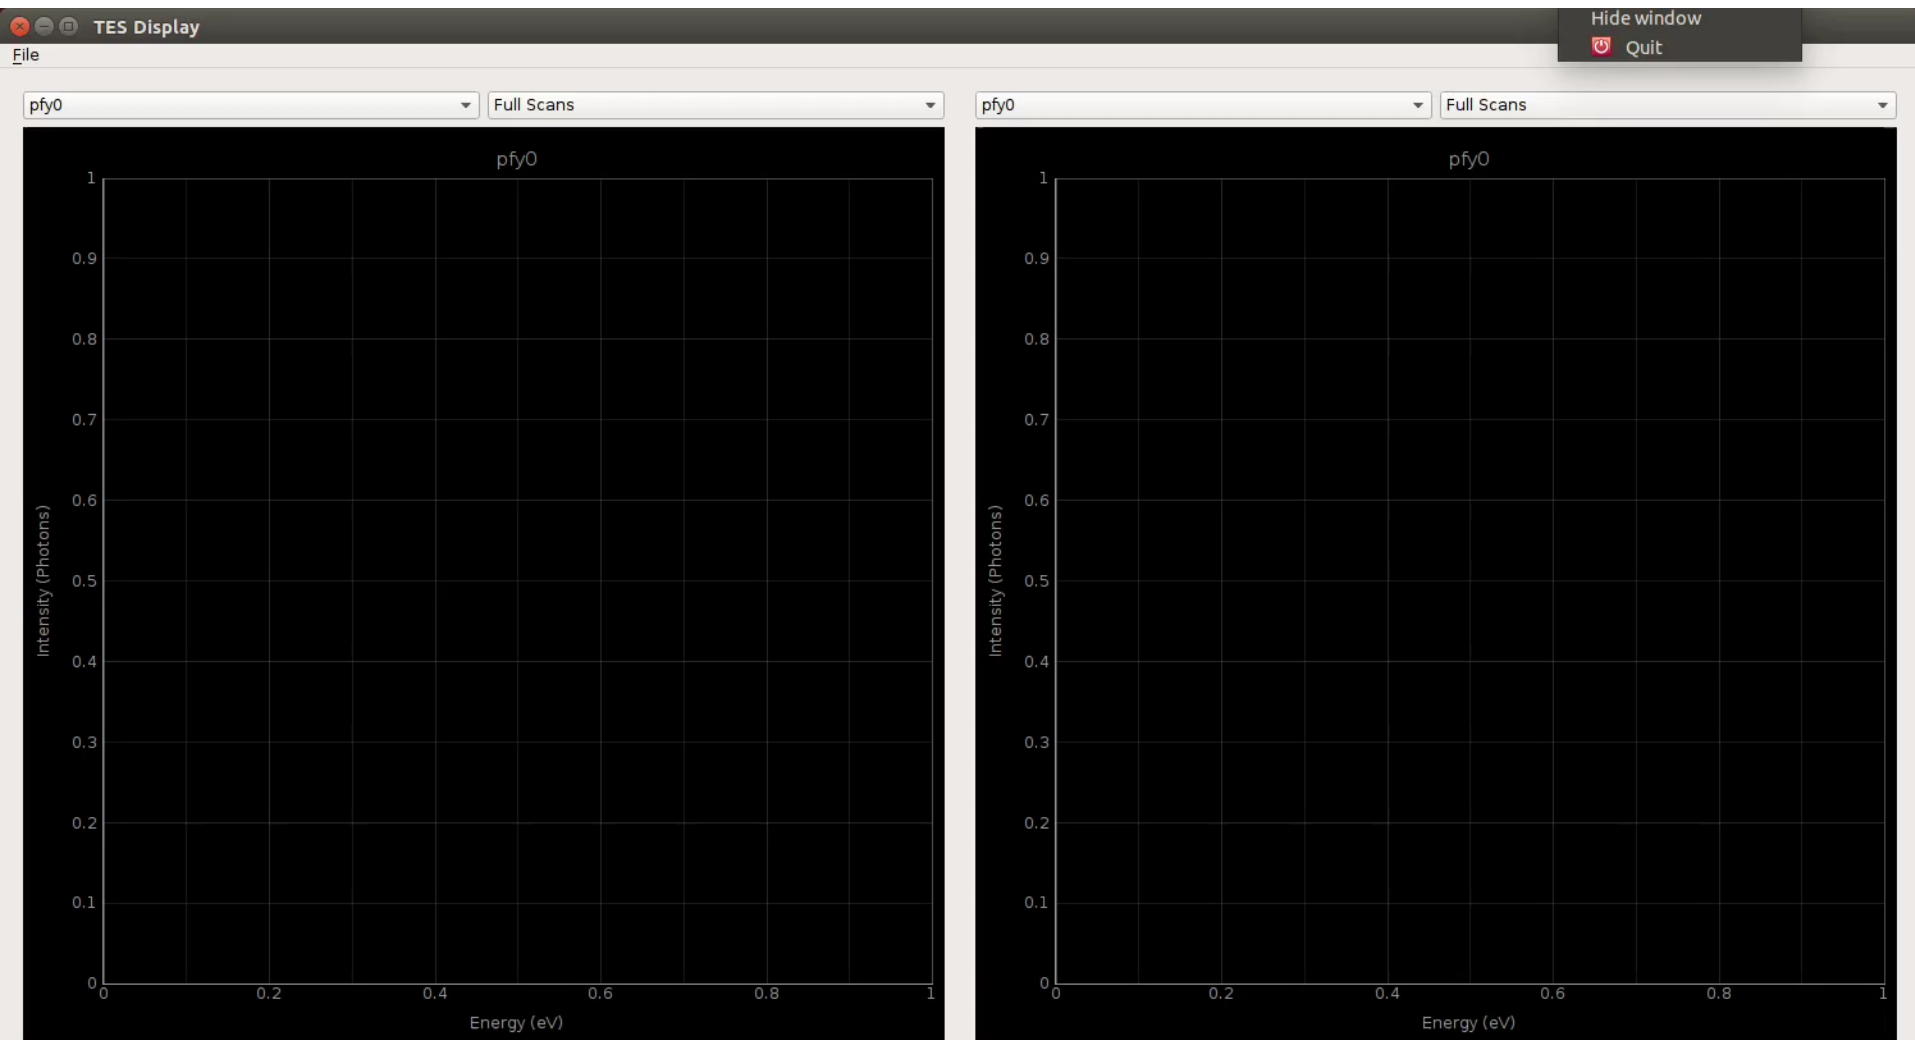 TES Display
Hide window
Quit
File
pfy0
Full Scans
pfy0
Full Scans
pfy0
1
0.9
0.8
0.7
0.6
0.5
0.4
0.3
0.2
0.1
0
Intensity (Photons)
0
0.2
0.4
0.6
0.8
1
Energy (eV)
pfy0
1
0.9
0.8
0.7
0.6
0.5
0.4
0.3
0.2
0.1
0
Intensity (Photons)
0
0.2
0.4
0.6
0.8
1
Energy (eV)